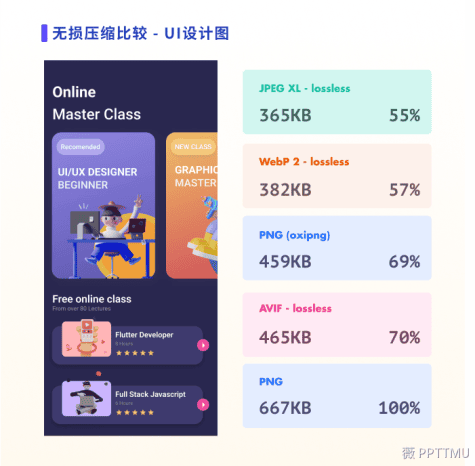 无损压缩比较 - UI设计图
Online
Master Class
Recomended
UI/UX DESIGNER
BEGINNER
NEW CLASS
GRAPHIC
MASTER
Free online class
From over 80 Lectures
Flutter Developer
8 Hours
Full Stack Javascript
6 Hours
JPEG XL - lossless
365KB 55%
WebP 2 - lossless
382KB 57%
PNG (oxipng)
459KB 69%
AVIF - lossless
465KB 70%
PNG
667KB 100%
薇 PPTTMU